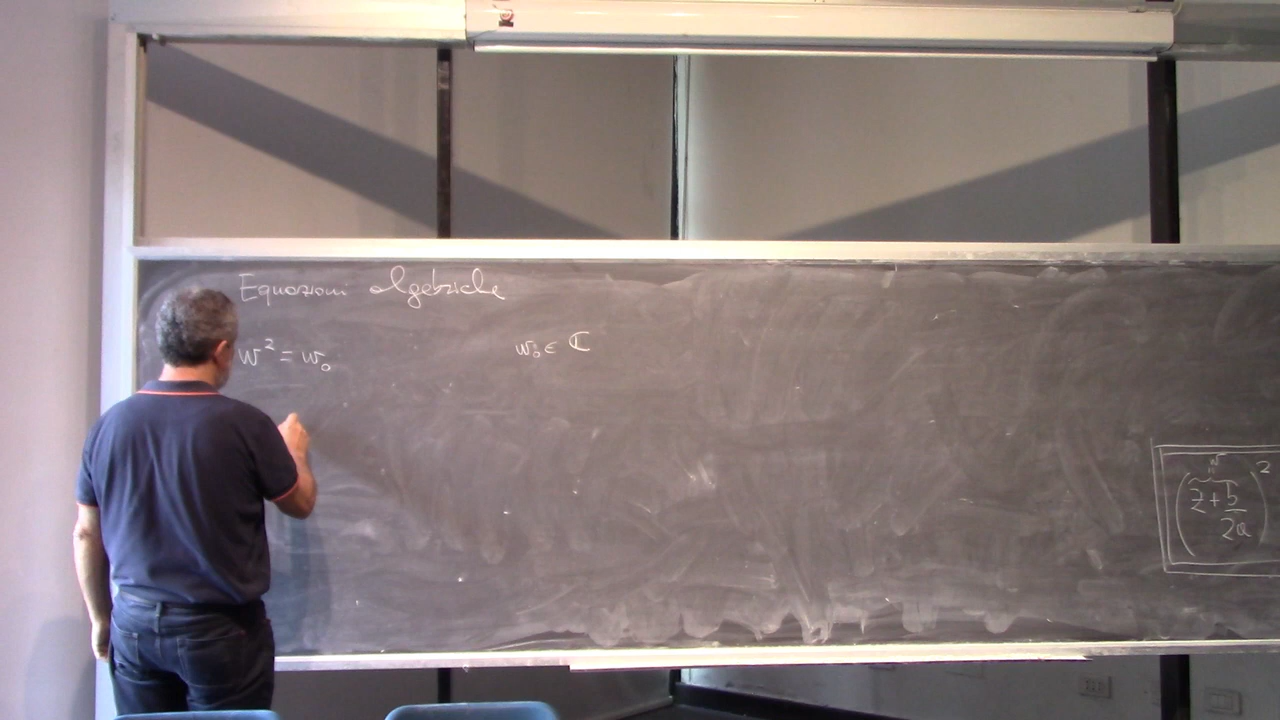 Equazioni algebriche
w² = w₀
w₀ ∈ ℂ
w
(z + b/2a)²